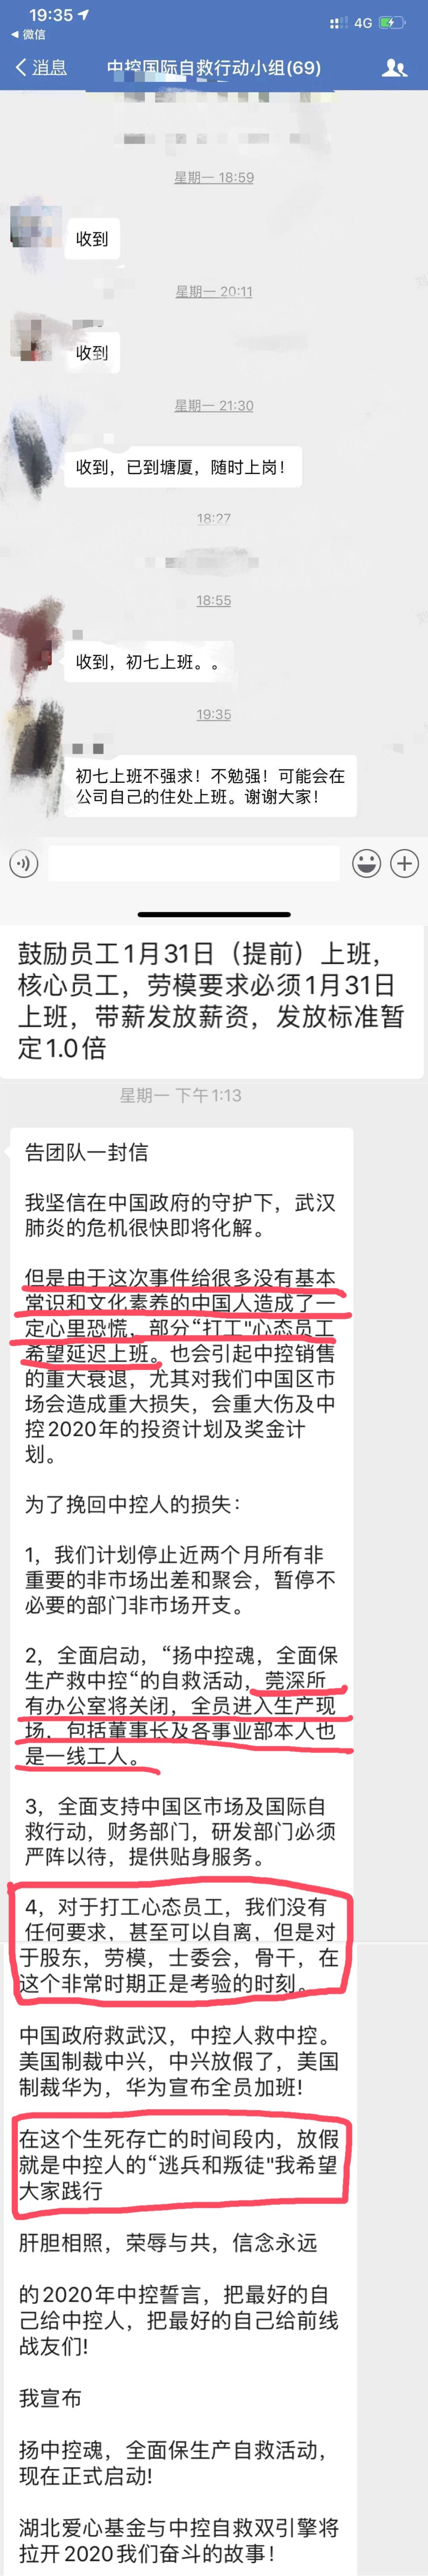 19:35
4G
微信
消息
中控国际自救行动小组(69)
星期一 18:59
收到
星期一 20:11
收到
星期一 21:30
收到，已到塘厦，随时上岗！
18:27
18:55
收到，初七上班。。
19:35
初七上班不强求！不勉强！可能会在
公司自己的住处上班。谢谢大家！
鼓励员工1月31日（提前）上班，
核心员工，劳模要求必须1月31日
上班，带薪发放薪资，发放标准暂
定1.0倍
星期一 下午1:13
告团队一封信
我坚信在中国政府的守护下，武汉
肺炎的危机很快即将化解。
但是由于这次事件给很多没有基本
常识和文化素养的中国人造成了一
定心里恐慌，部分“打工"心态员工
希望延迟上班。也会引起中控销售
的重大衰退，尤其对我们中国区市
场会造成重大损失，会重大伤及中
控2020年的投资计划及奖金计
划。
为了挽回中控人的损失：
1，我们计划停止近两个月所有非
重要的非市场出差和聚会，暂停不
必要的部门非市场开支。
2，全面启动，“扬中控魂，全面保
生产救中控“的自救活动，莞深所
有办公室将关闭，全员进入生产现
场，包括董事长及各事业部本人也
是一线工人。
3，全面支持中国区市场及国际自
救行动，财务部门，研发部门必须
严阵以待，提供贴身服务。
4，对于打工心态员工，我们没有
任何要求，甚至可以自离，但是对
于股东，劳模，士委会，骨干，在
这个非常时期正是考验的时刻。
中国政府救武汉，中控人救中控。
美国制裁中兴，中兴放假了，美国
制裁华为，华为宣布全员加班!
在这个生死存亡的时间段内，放假
就是中控人的“逃兵和叛徒"我希望
大家践行
肝胆相照，荣辱与共，信念永远
的2020年中控誓言，把最好的自
己给中控人，把最好的自己给前线
战友们!
我宣布
扬中控魂，全面保生产自救活动，
现在正式启动!
湖北爱心基金与中控自救双引擎将
拉开2020我们奋斗的故事！